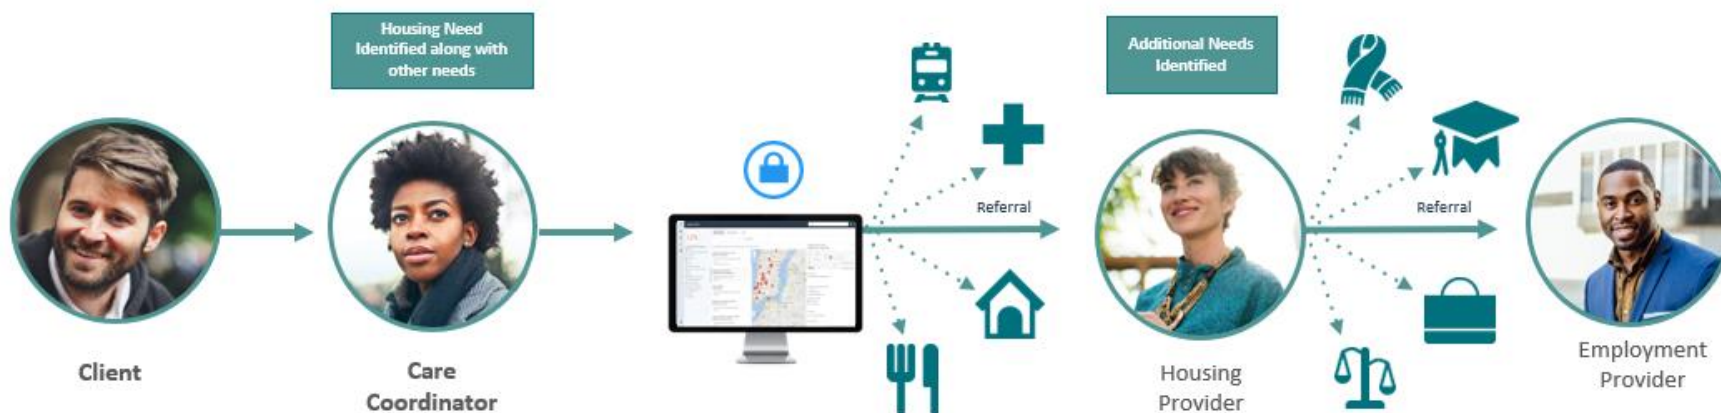 Housing Need
Identified along with
other needs
Additional Needs
Identified
Referral
Referral
Client
Care
Coordinator
Housing
Provider
Employment
Provider